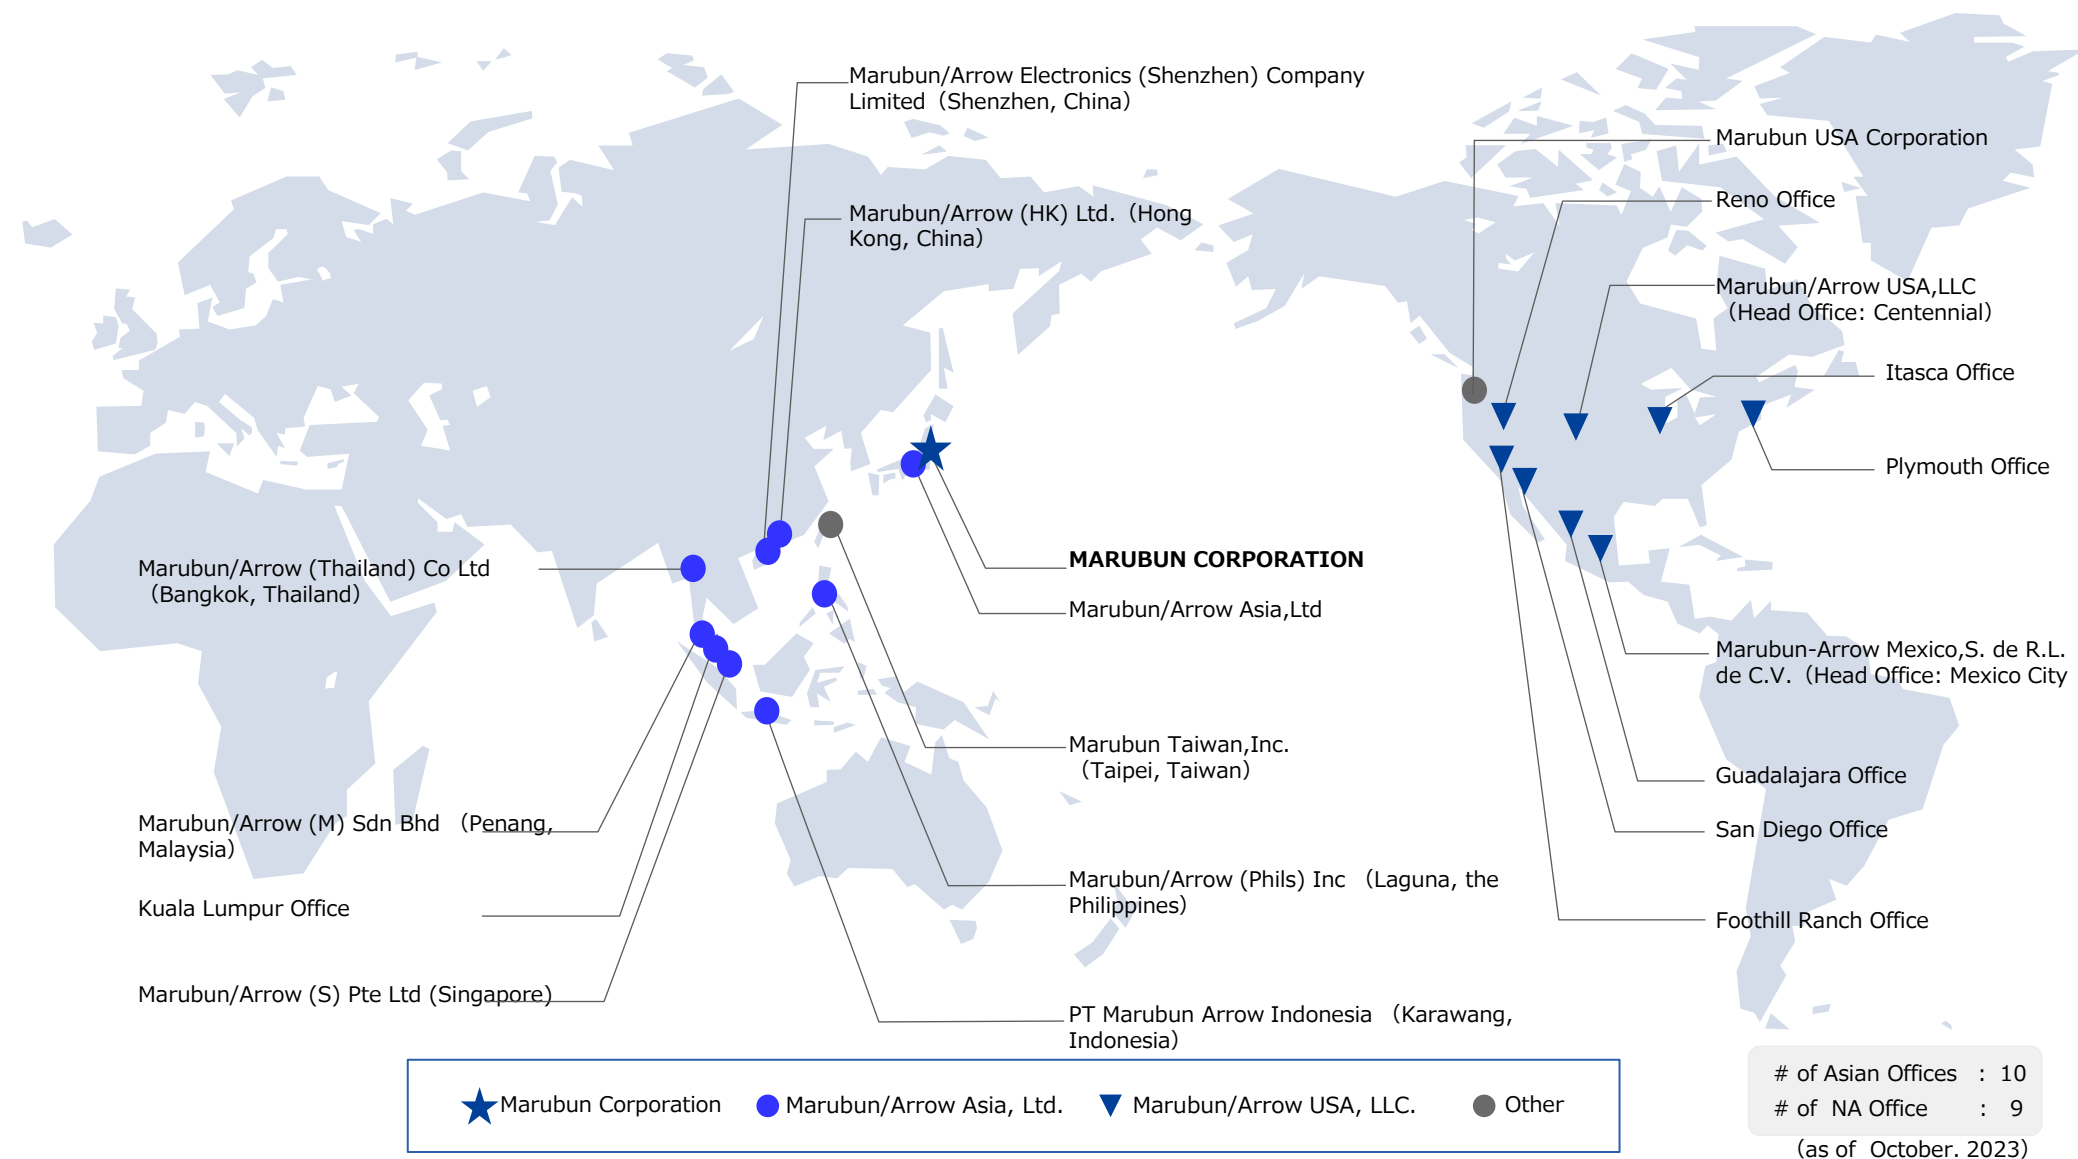 Marubun/Arrow Electronics (Shenzhen) Company
Limited（Shenzhen, China）
Marubun/Arrow (HK) Ltd.（Hong
Kong, China）
Marubun/Arrow (Thailand) Co Ltd
（Bangkok, Thailand）
Marubun/Arrow (M) Sdn Bhd （Penang,
Malaysia）
Kuala Lumpur Office
Marubun/Arrow (S) Pte Ltd (Singapore)
MARUBUN CORPORATION
Marubun/Arrow Asia,Ltd
Marubun Taiwan,Inc.
（Taipei, Taiwan）
Marubun/Arrow (Phils) Inc （Laguna, the
Philippines）
PT Marubun Arrow Indonesia （Karawang,
Indonesia）
Marubun USA Corporation
Reno Office
Marubun/Arrow USA,LLC
（Head Office: Centennial）
Itasca Office
Plymouth Office
Marubun-Arrow Mexico,S. de R.L.
de C.V.（Head Office: Mexico City
Guadalajara Office
San Diego Office
Foothill Ranch Office
Marubun Corporation
Marubun/Arrow Asia, Ltd.
Marubun/Arrow USA, LLC.
Other
# of Asian Offices : 10
# of NA Office : 9
（as of October. 2023）